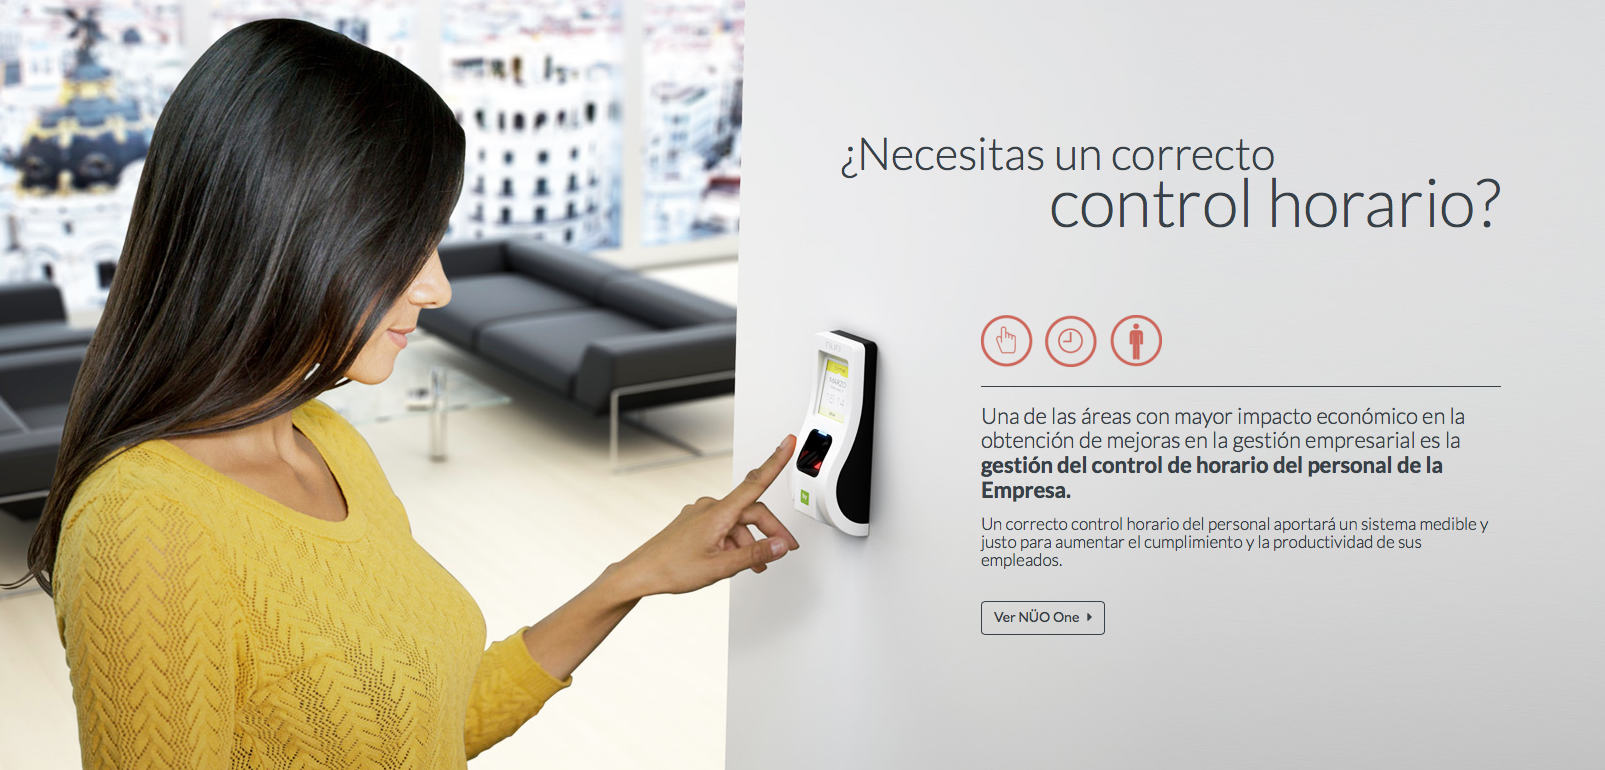 ¿Necesitas un correcto
control horario?
nüo
MARZO
Una de las áreas con mayor impacto económico en la
obtención de mejoras en la gestión empresarial es la
gestión del control de horario del personal de la
Empresa.
Un correcto control horario del personal aportará un sistema medible y
justo para aumentar el cumplimiento y la productividad de sus
empleados.
Ver NÜO One